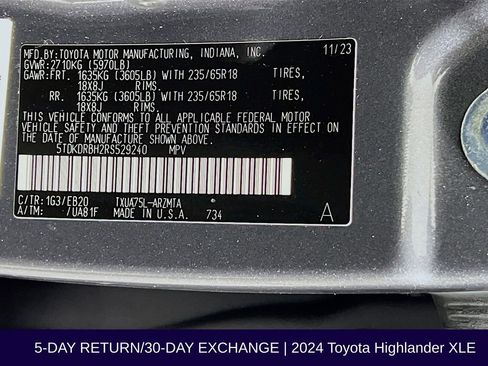 MFD.BY:TOYOTA MOTOR MANUFACTURING, INDIANA, INC. 11/23
GVWR:2710KG (5970LB)
GAWR:FRT. 1635KG (3605LB) WITH 235/65R18 TIRES,
18X8J RIMS.
RR. 1635KG (3605LB) WITH 235/65R18 TIRES,
18X8J RIMS.
THIS VEHICLE CONFORMS TO ALL APPLICABLE FEDERAL MOTOR
VEHICLE SAFETY AND THEFT PREVENTION STANDARDS IN EFFECT ON
THE DATE OF MANUFACTURE SHOWN ABOVE.
5TDKDRBH2RS529240 MPV
C/TR:1G3/EB20 TXUA75L-ARZMTA
A/TM: /UA81F MADE IN U.S.A. 734 A
5-DAY RETURN/30-DAY EXCHANGE | 2024 Toyota Highlander XLE